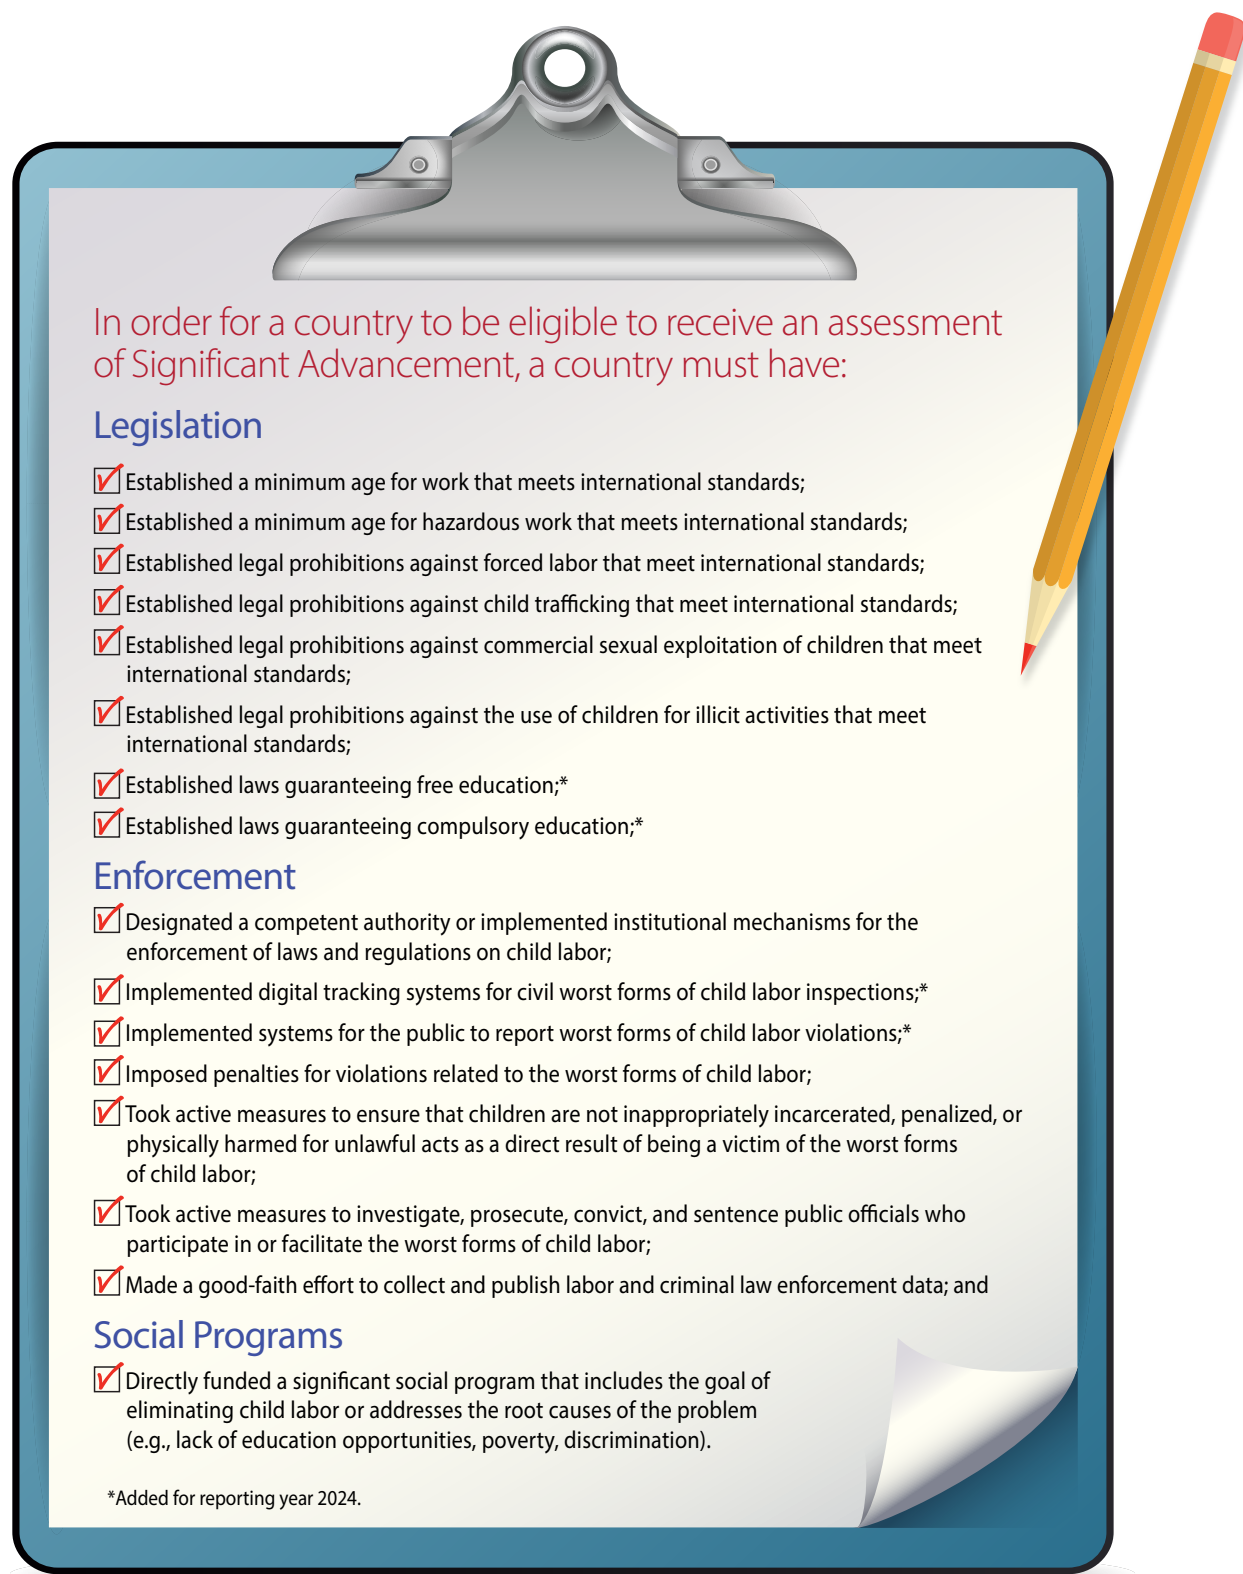 In order for a country to be eligible to receive an assessment
of Significant Advancement, a country must have:
Legislation
Established a minimum age for work that meets international standards;
Established a minimum age for hazardous work that meets international standards;
Established legal prohibitions against forced labor that meet international standards;
Established legal prohibitions against child trafficking that meet international standards;
Established legal prohibitions against commercial sexual exploitation of children that meet
international standards;
Established legal prohibitions against the use of children for illicit activities that meet
international standards;
Established laws guaranteeing free education;*
Established laws guaranteeing compulsory education;*
Enforcement
Designated a competent authority or implemented institutional mechanisms for the
enforcement of laws and regulations on child labor;
Implemented digital tracking systems for civil worst forms of child labor inspections;*
Implemented systems for the public to report worst forms of child labor violations;*
Imposed penalties for violations related to the worst forms of child labor;
Took active measures to ensure that children are not inappropriately incarcerated, penalized, or
physically harmed for unlawful acts as a direct result of being a victim of the worst forms
of child labor;
Took active measures to investigate, prosecute, convict, and sentence public officials who
participate in or facilitate the worst forms of child labor;
Made a good-faith effort to collect and publish labor and criminal law enforcement data; and
Social Programs
Directly funded a significant social program that includes the goal of
eliminating child labor or addresses the root causes of the problem
(e.g., lack of education opportunities, poverty, discrimination).
*Added for reporting year 2024.